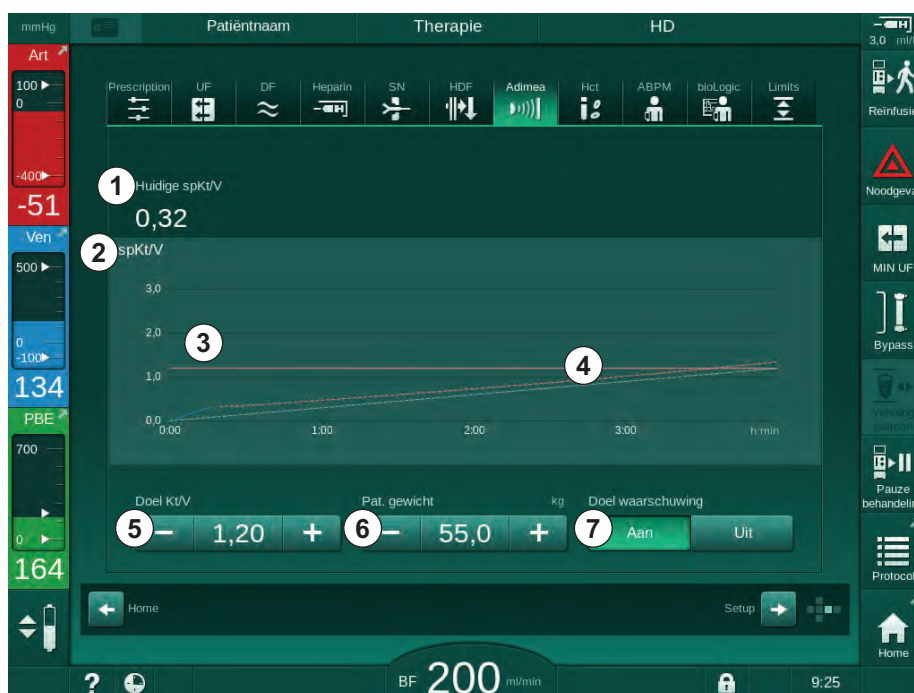 mmHg
Patiëntnaam
Therapie
HD
3,0 ml/
Art
100
0
-400
-51
Ven
500
0
-100
134
PBE
700
0
164
Prescription
UF
DF
Heparin
SN
HDF
Adimea
Hct
ABPM
bioLogic
Limits
1 Huidige spKt/V
0,32
2 spKt/V
3,0
2,0
3
4
1,0
0,0
0:00 1:00 2:00 3:00 h:min
Doel Kt/V
5 − 1,20 +
Pat. gewicht kg
6 − 55,0 +
Doel waarschuwing
7 Aan Uit
Home
Setup
Reïnfusie
Noodgeva
MIN UF
Bypass
Pauze
behandelin
Protocol
Home
?
BF 200 ml/min
9:25